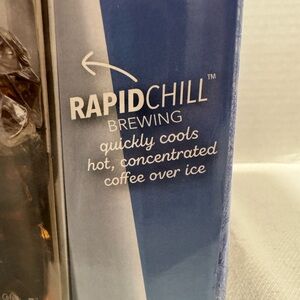 RAPIDCHILL™
BREWING
quickly cools
hot, concentrated
coffee over ice